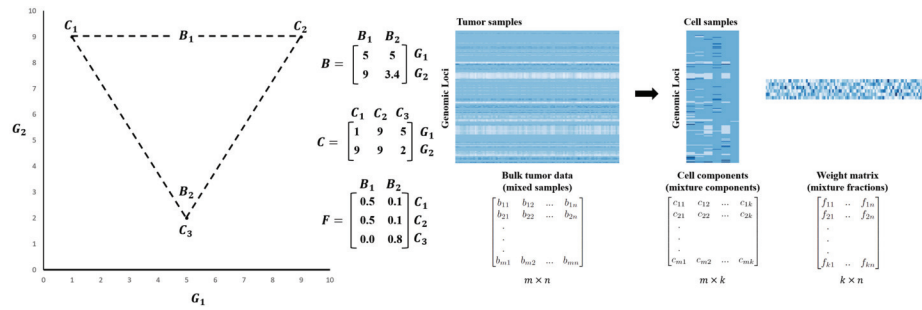 10
9
8
7
6
5
4
3
2
1
0
G2
0 1 2 3 4 5 6 7 8 9 10
G1
C1
B1
C2
B2
C3
B1 B2
B = [5 5] G1
[9 3.4] G2
C1 C2 C3
C = [1 9 5] G1
[9 9 2] G2
B1 B2
F = [0.5 0.1] C1
[0.5 0.1] C2
[0.0 0.8] C3
Tumor samples
Genomic Loci
Bulk tumor data
(mixed samples)
b11 b12 ... b1n
b21 b22 ... b2n
.
.
.
bm1 bm2 ... bmn
m × n
Cell samples
Genomic Loci
Cell components
(mixture components)
c11 c12 ... c1k
c21 c22 ... c2k
.
.
.
cm1 cm2 ... cmk
m × k
Weight matrix
(mixture fractions)
f11 .. f1n
f21 .. f2n
.
.
.
fk1 .. fkn
k × n